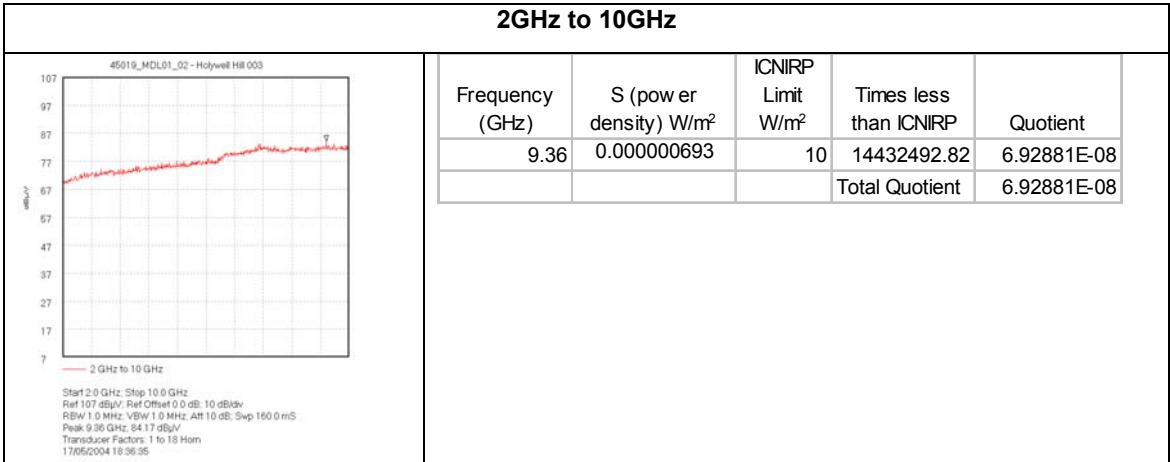 2GHz to 10GHz
45019_MDL01_02 - Holywell Hill 003
107
97
87
77
67
57
47
37
27
17
7
dBµV
2 GHz to 10 GHz
Start 2.0 GHz; Stop 10.0 GHz
Ref 107 dBµV; Ref Offset 0.0 dB; 10 dB/div
RBW 1.0 MHz; VBW 1.0 MHz; Att 10 dB; Swp 160.0 mS
Peak 9.36 GHz, 84.17 dBµV
Transducer Factors: 1 to 18 Horn
17/05/2004 18:36:35
Frequency (GHz) S (pow er density) W/m² ICNIRP Limit W/m² Times less than ICNIRP Quotient
9.36 0.000000693 10 14432492.82 6.92881E-08
Total Quotient 6.92881E-08